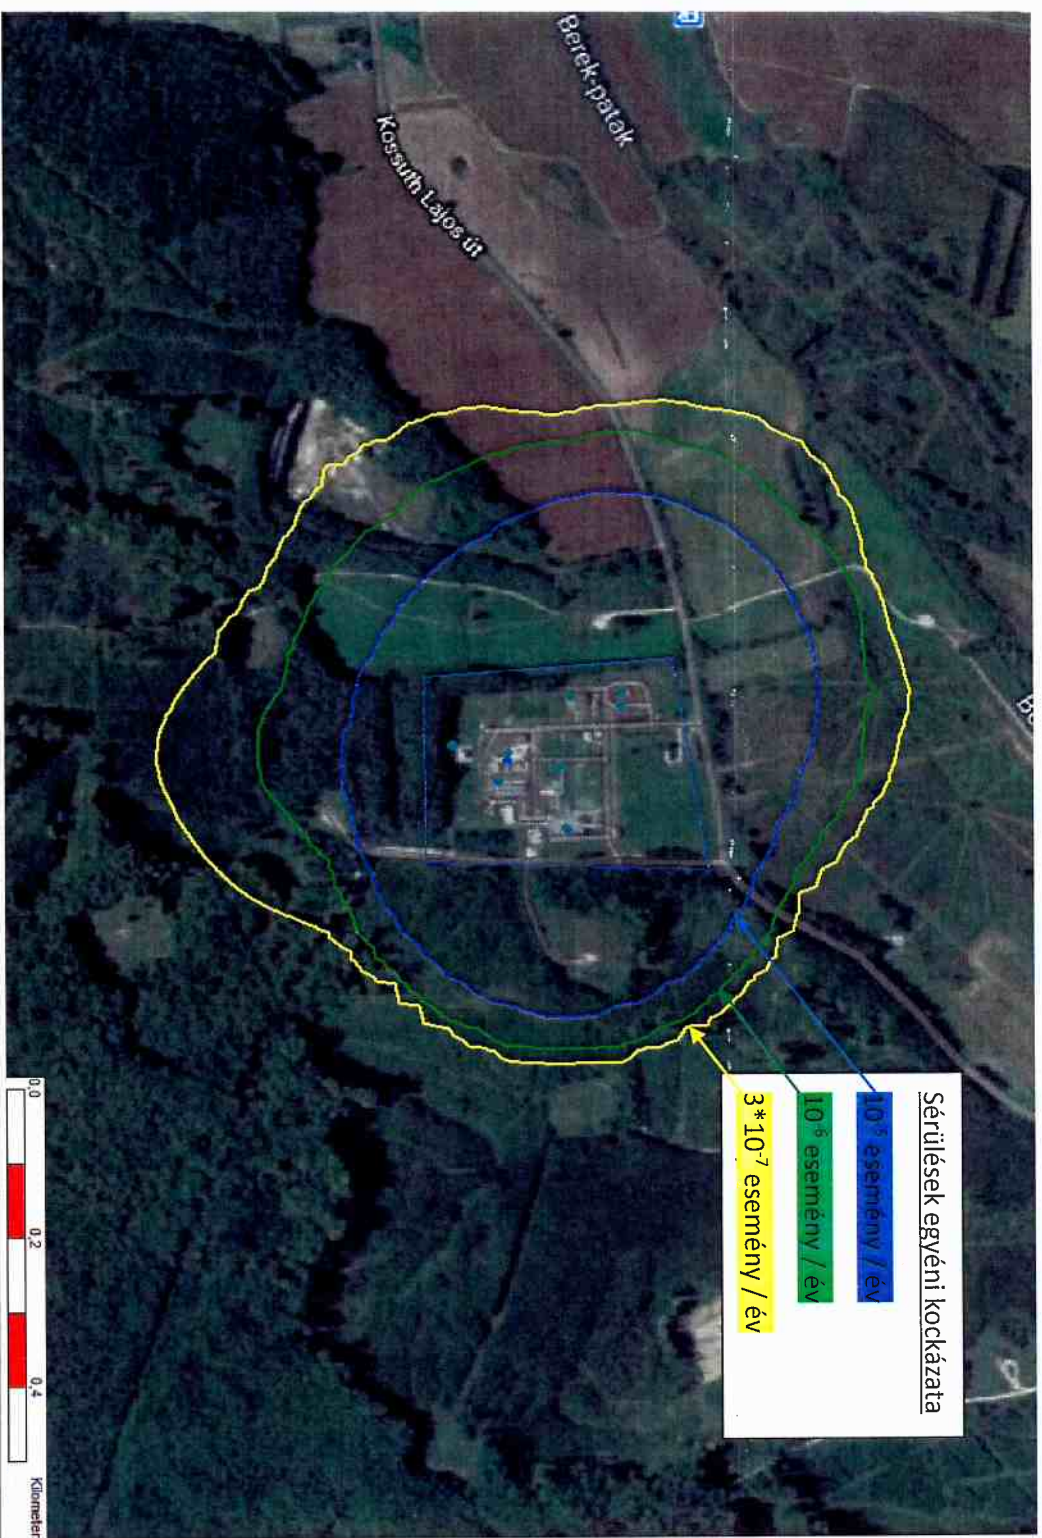 Sérülések egyéni kockázata
10⁻⁵ esemény / év
10⁻⁶ esemény / év
3*10⁻⁷ esemény / év
Berek-patak
Kossuth Lajos út
0,0 0,2 0,4 Kilometer